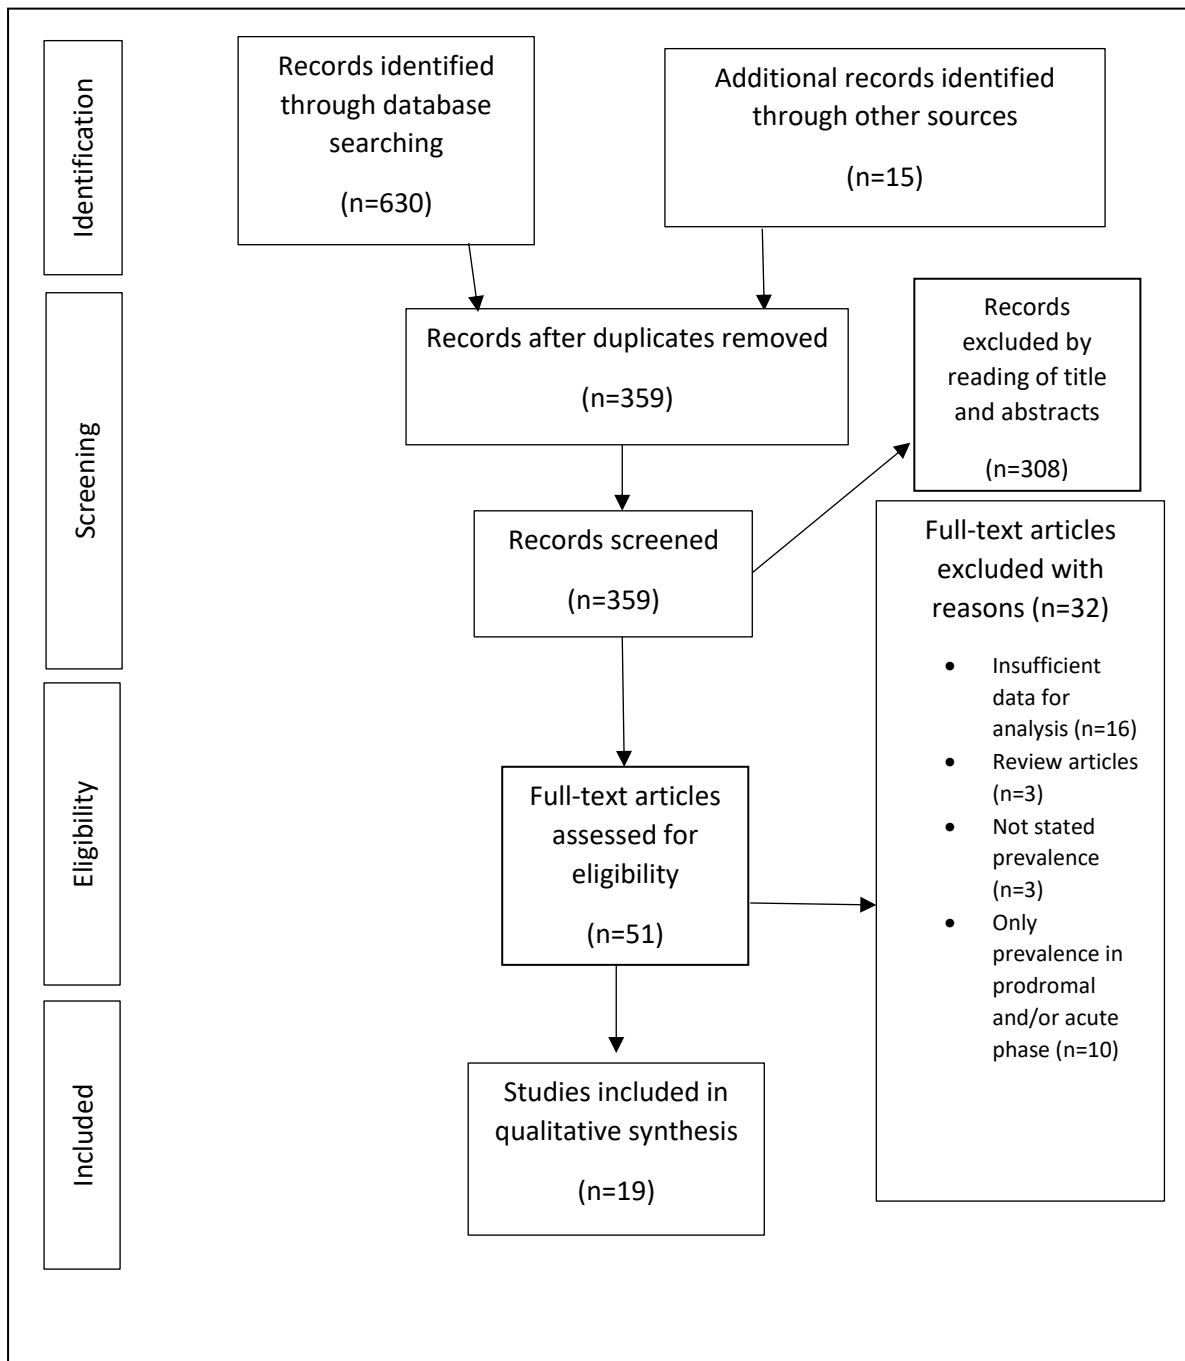 Identification
Records identified
through database
searching
(n=630)
Additional records identified
through other sources
(n=15)
Screening
Records after duplicates removed
(n=359)
Records
excluded by
reading of title
and abstracts
(n=308)
Records screened
(n=359)
Full-text articles
excluded with
reasons (n=32)
• Insufficient
data for
analysis (n=16)
• Review articles
(n=3)
• Not stated
prevalence
(n=3)
• Only
prevalence in
prodromal
and/or acute
phase (n=10)
Eligibility
Full-text articles
assessed for
eligibility
(n=51)
Included
Studies included in
qualitative synthesis
(n=19)